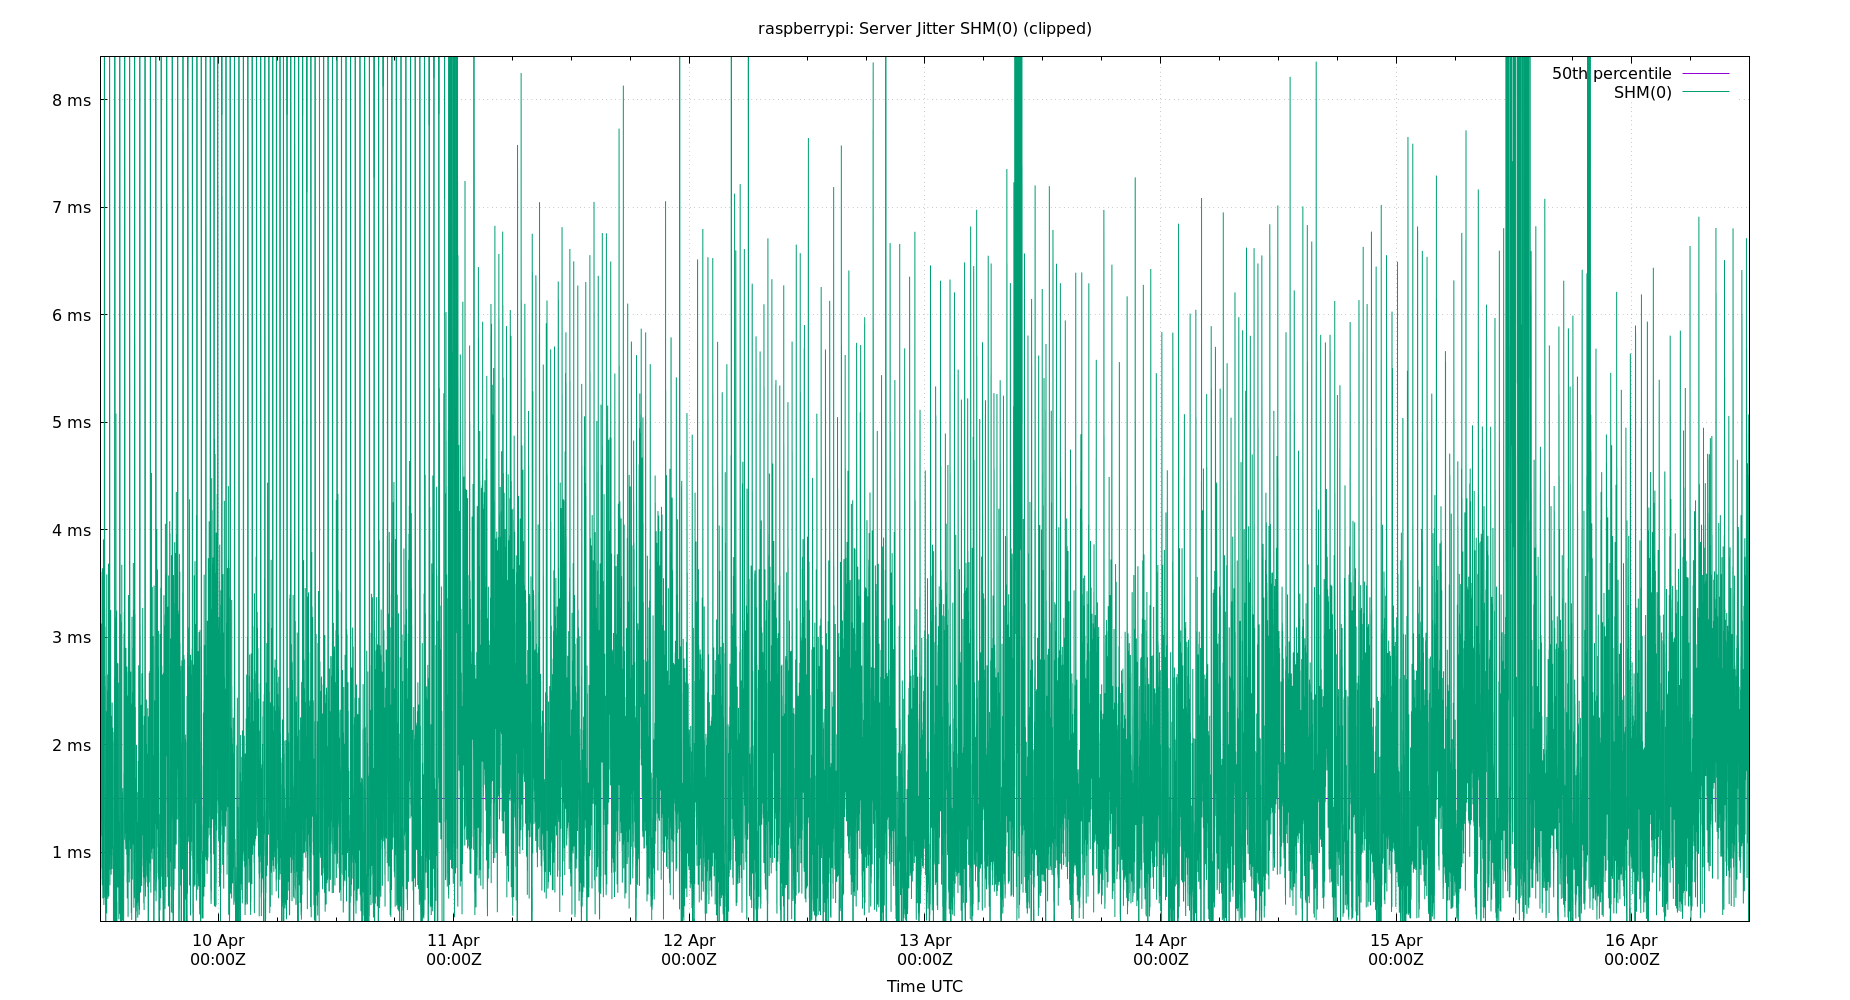 raspberrypi: Server Jitter SHM(0) (clipped)
50th percentile
SHM(0)
8 ms
7 ms
6 ms
5 ms
4 ms
3 ms
2 ms
1 ms
10 Apr 11 Apr 12 Apr 13 Apr 14 Apr 15 Apr 16 Apr
00:00Z 00:00Z 00:00Z 00:00Z 00:00Z 00:00Z 00:00Z
Time UTC